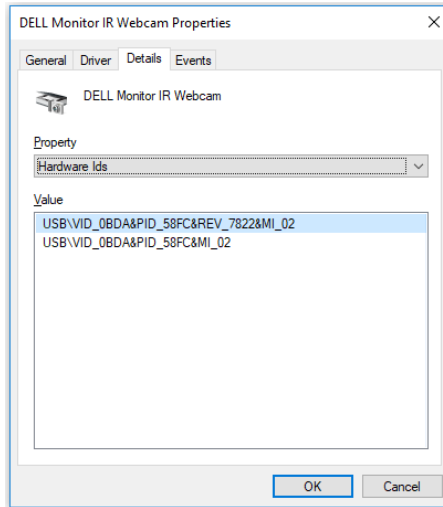 DELL Monitor IR Webcam Properties
General Driver Details Events
DELL Monitor IR Webcam
Property
Hardware Ids
Value
USB\VID_0BDA&PID_58FC&REV_7822&MI_02
USB\VID_0BDA&PID_58FC&MI_02
OK Cancel